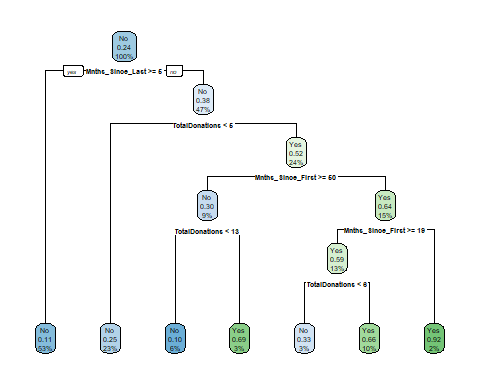 No
0.24
100%
yes Mnths_Since_Last >= 5 no
No
0.38
47%
TotalDonations < 5
Yes
0.52
24%
Mnths_Since_First >= 50
No
0.30
9%
Yes
0.64
15%
TotalDonations < 13
Mnths_Since_First >= 19
Yes
0.59
13%
TotalDonations < 6
No
0.11
53%
No
0.25
23%
No
0.10
6%
Yes
0.69
3%
No
0.33
3%
Yes
0.66
10%
Yes
0.92
2%